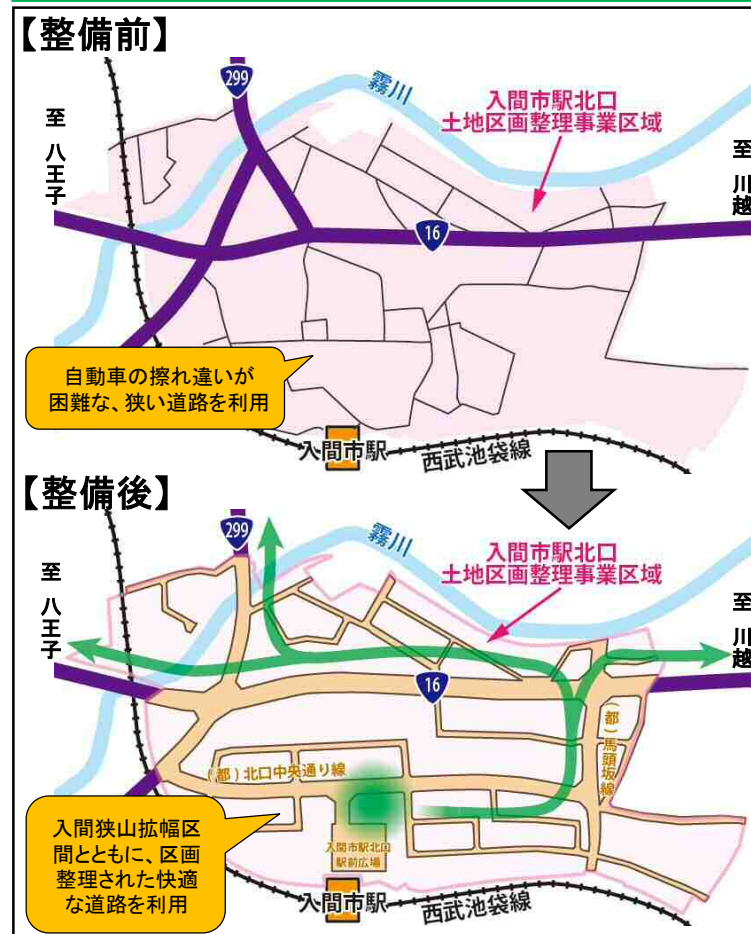 【整備前】
299
霧川
入間市駅北口
土地区画整理事業区域
至 八王子
至 川越
16
自動車の擦れ違いが
困難な、狭い道路を利用
入間市駅
西武池袋線
【整備後】
299
霧川
入間市駅北口
土地区画整理事業区域
至 八王子
至 川越
16
(都)馬頭坂線
(都)北口中央通り線
入間狭山拡幅区
間とともに、区画
整理された快適
な道路を利用
入間市駅北口
駅前広場
入間市駅
西武池袋線